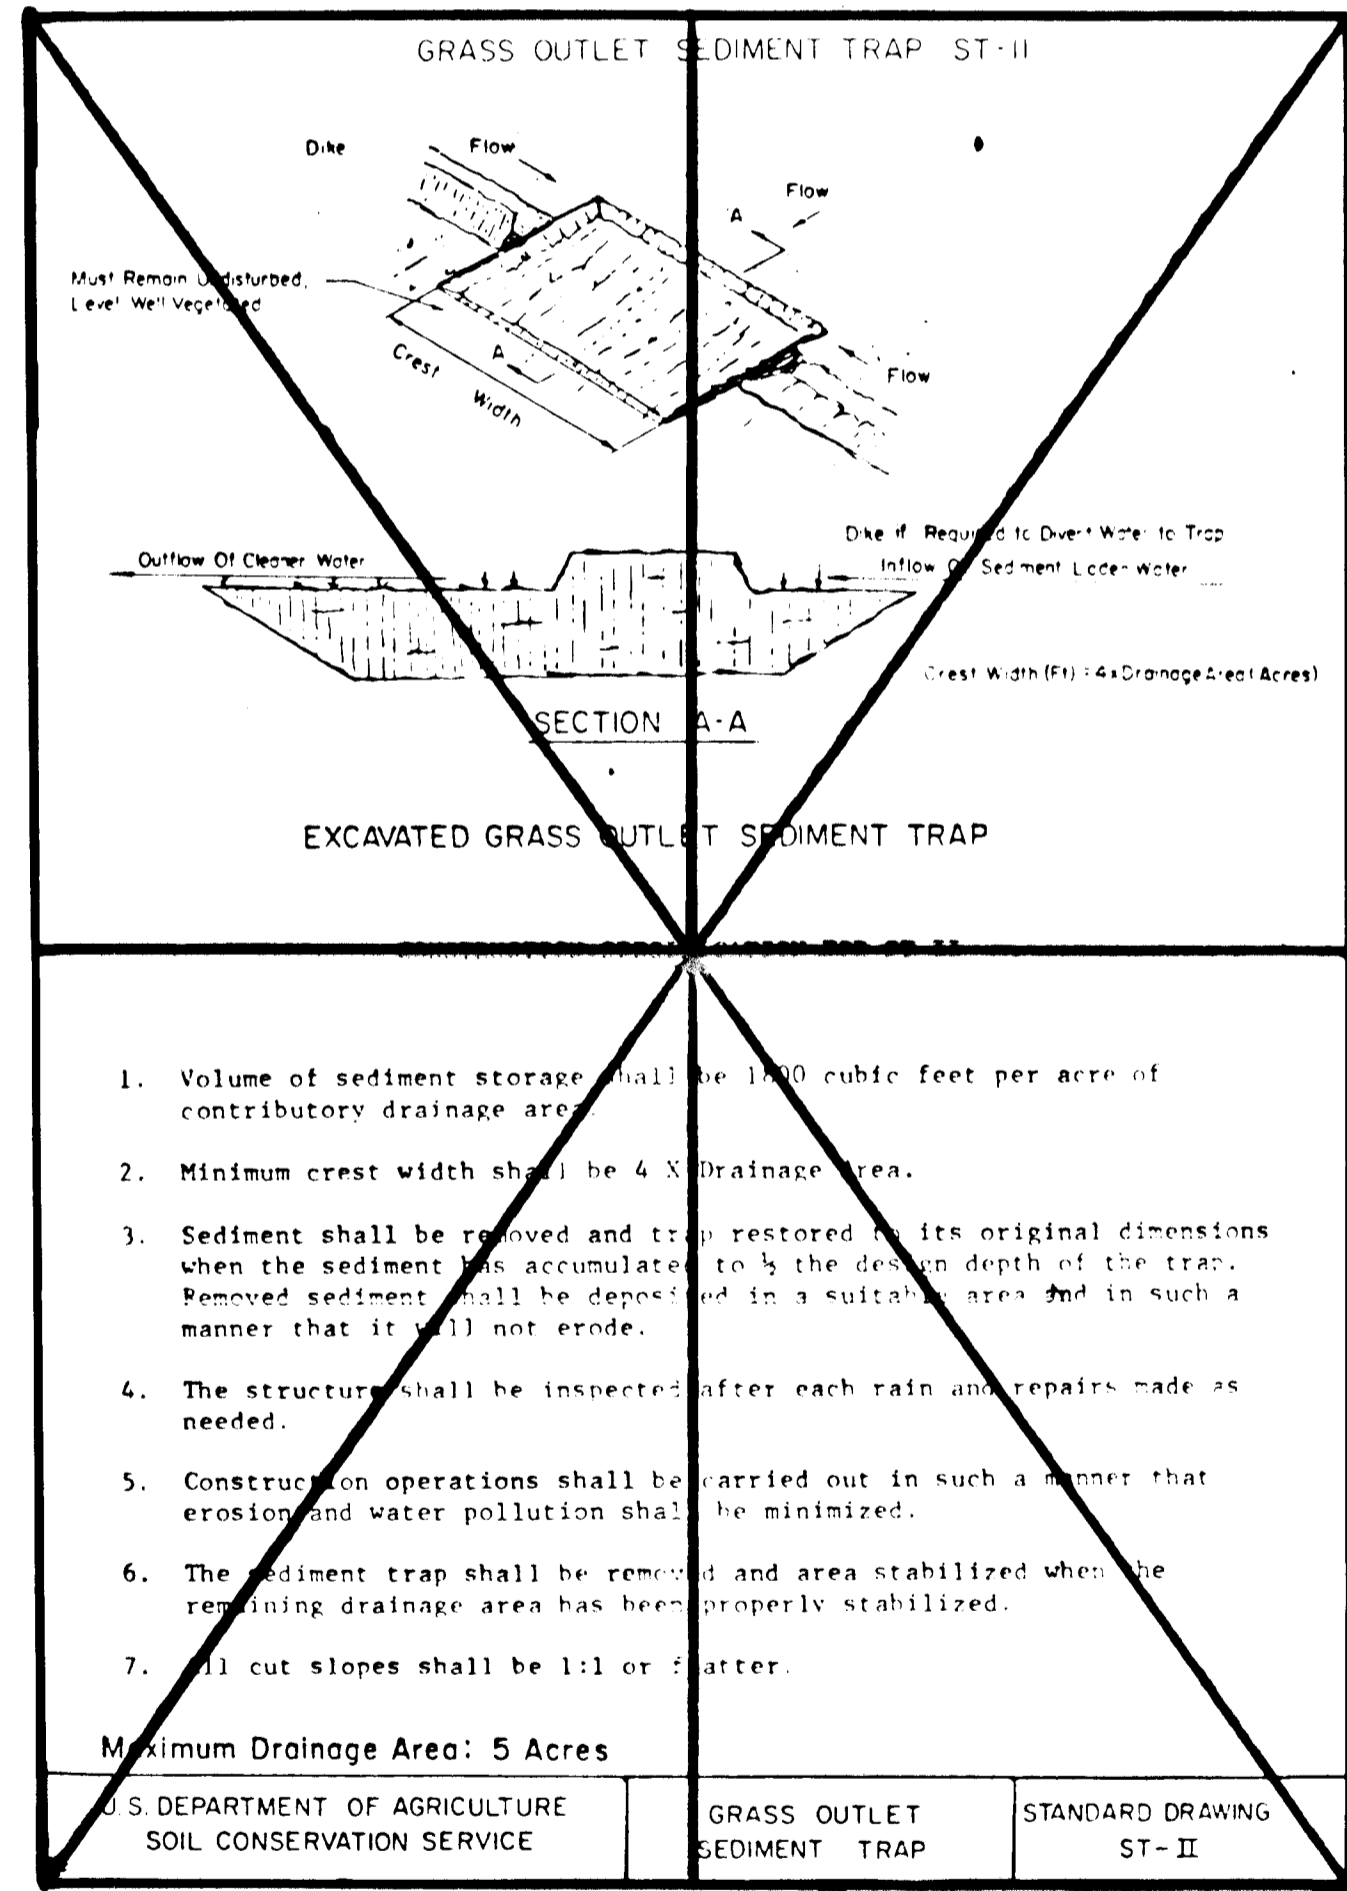 GRASS OUTLET SEDIMENT TRAP ST-II
Dike
Flow
Flow
A
Must Remain Undisturbed,
Level Well Vegetated
A
Crest Width
Flow
Dike If Required to Divert Water to Trap
Outflow Of Cleaner Water
Inflow Of Sediment Laden Water
Crest Width (Ft) = 4x Drainage Area (Acres)
SECTION A-A
EXCAVATED GRASS OUTLET SEDIMENT TRAP
1. Volume of sediment storage shall be 1800 cubic feet per acre of
contributory drainage area.
2. Minimum crest width shall be 4 X Drainage Area.
3. Sediment shall be removed and trap restored to its original dimensions
when the sediment has accumulated to ½ the design depth of the trap.
Removed sediment shall be deposited in a suitable area and in such a
manner that it will not erode.
4. The structure shall be inspected after each rain and repairs made as
needed.
5. Construction operations shall be carried out in such a manner that
erosion and water pollution shall be minimized.
6. The sediment trap shall be removed and area stabilized when the
remaining drainage area has been properly stabilized.
7. All cut slopes shall be 1:1 or flatter.
Maximum Drainage Area: 5 Acres
U.S. DEPARTMENT OF AGRICULTURE
SOIL CONSERVATION SERVICE
GRASS OUTLET
SEDIMENT TRAP
STANDARD DRAWING
ST-II